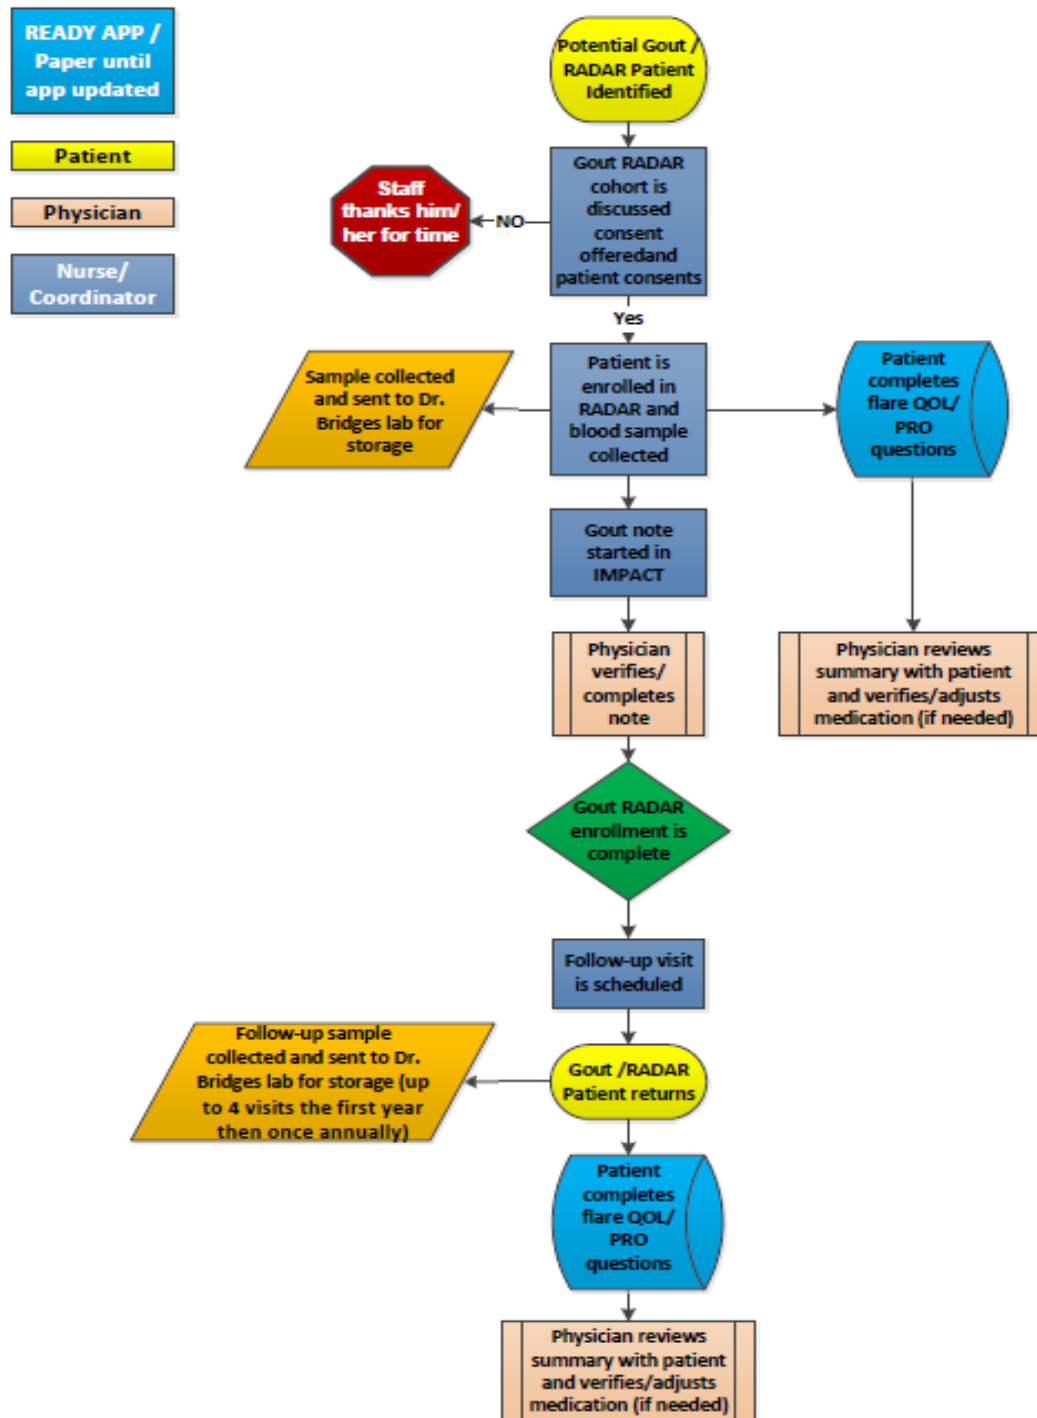 READY APP /
Paper until
app updated
Patient
Physician
Nurse/
Coordinator
Potential Gout /
RADAR Patient
Identified
Gout RADAR
cohort is
discussed
consent
offeredand
patient consents
NO
Staff
thanks him/
her for time
Yes
Patient is
enrolled in
RADAR and
blood sample
collected
Sample collected
and sent to Dr.
Bridges lab for
storage
Patient
completes
flare QOL/
PRO
questions
Gout note
started in
IMPACT
Physician
verifies/
completes
note
Physician reviews
summary with patient
and verifies/adjusts
medication (if needed)
Gout RADAR
enrollment is
complete
Follow-up visit
is scheduled
Gout /RADAR
Patient returns
Follow-up sample
collected and sent to Dr.
Bridges lab for storage (up
to 4 visits the first year
then once annually)
Patient
completes
flare QOL/
PRO
questions
Physician reviews
summary with patient
and verifies/adjusts
medication (if needed)